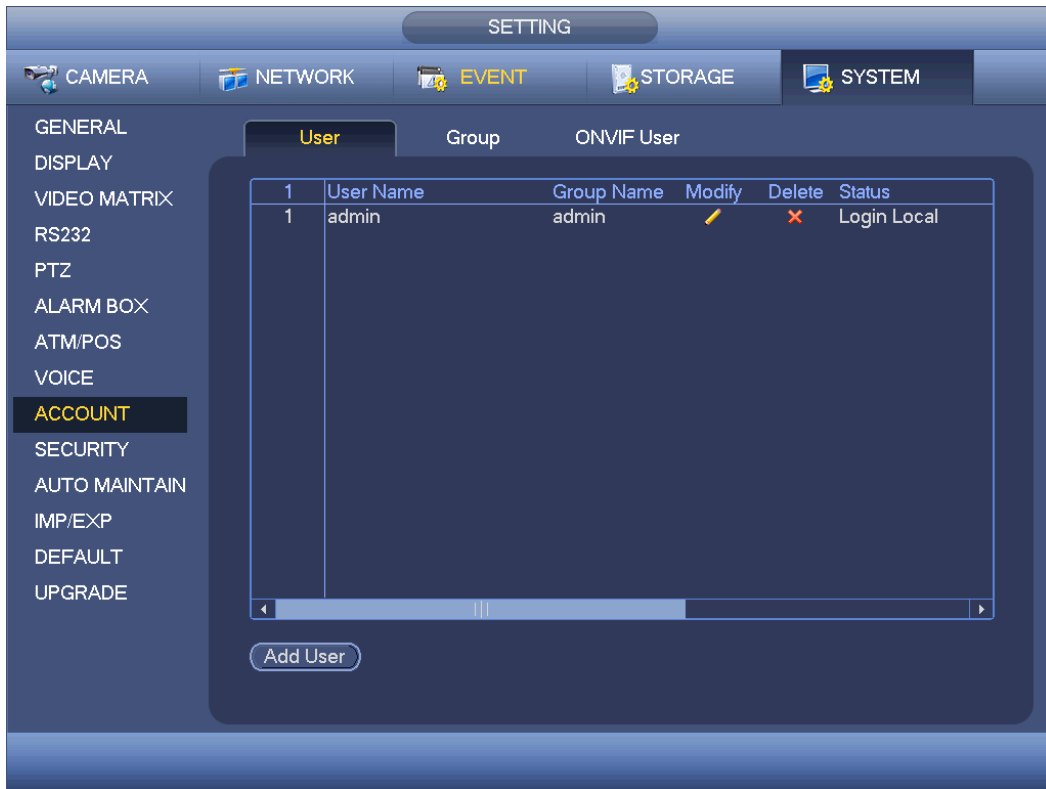 SETTING
CAMERA NETWORK EVENT STORAGE SYSTEM
GENERAL
DISPLAY
VIDEO MATRIX
RS232
PTZ
ALARM BOX
ATM/POS
VOICE
ACCOUNT
SECURITY
AUTO MAINTAIN
IMP/EXP
DEFAULT
UPGRADE
User Group ONVIF User
1 User Name Group Name Modify Delete Status
1 admin admin Login Local
Add User